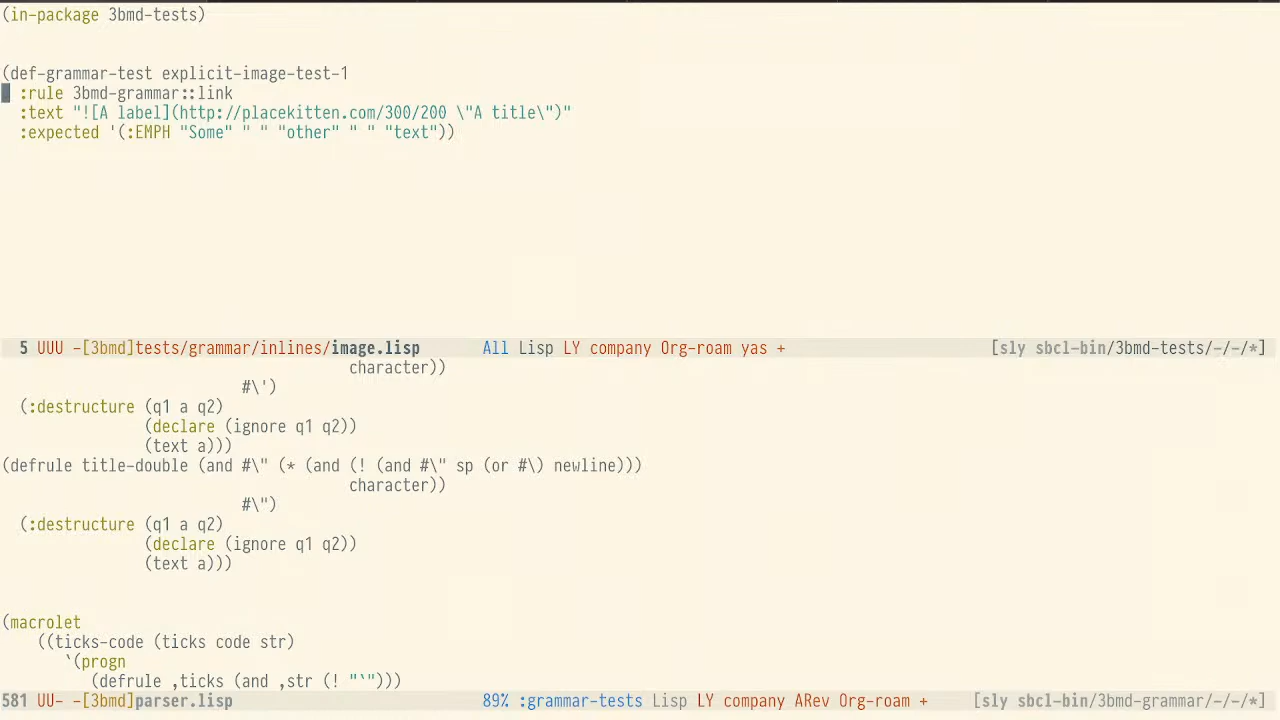 (in-package 3bmd-tests)
(def-grammar-test explicit-image-test-1
  :rule 3bmd-grammar::link
  :text "![A label](http://placekitten.com/300/200 \"A title\")"
  :expected '(:EMPH "Some" " " "other" " " "text"))
5 UUU -[3bmd]tests/grammar/inlines/image.lisp All Lisp LY company Org-roam yas + [sly sbcl-bin/3bmd-tests/-/-/*]
character))
#\')
(:destructure (q1 a q2)
(declare (ignore q1 q2))
(text a)))
(defrule title-double (and #\" (* (and (! (and #\" sp (or #\) newline)))
character))
#\")
(:destructure (q1 a q2)
(declare (ignore q1 q2))
(text a)))
(macrolet
((ticks-code (ticks code str)
`(progn
(defrule ,ticks (and ,str (! "`")))
581 UU- -[3bmd]parser.lisp 89% :grammar-tests Lisp LY company ARev Org-roam + [sly sbcl-bin/3bmd-grammar/-/-/*]